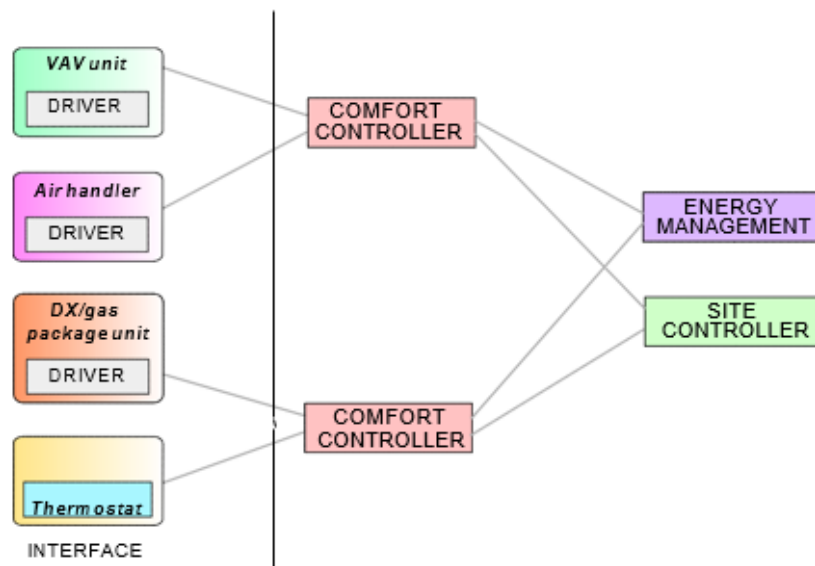 VAV unit
DRIVER
Air handler
DRIVER
DX/gas
package unit
DRIVER
Thermostat
INTERFACE
COMFORT
CONTROLLER
COMFORT
CONTROLLER
ENERGY
MANAGEMENT
SITE
CONTROLLER